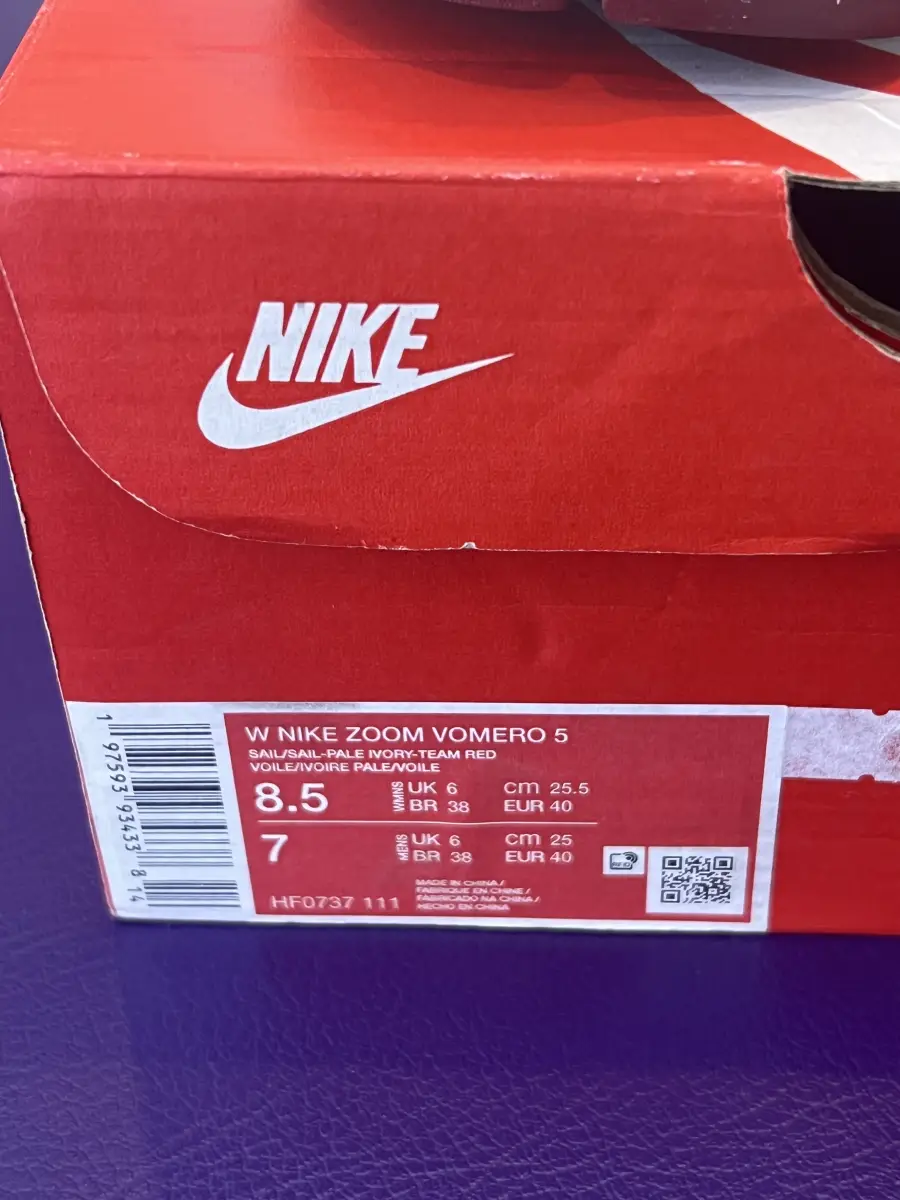 NIKE
W NIKE ZOOM VOMERO 5
SAIL/SAIL-PALE IVORY-TEAM RED
VOILE/IVOIRE PALE/VOILE
8.5 WMNS UK 6 CM 25.5
BR 38 EUR 40
7 MENS UK 6 CM 25
BR 38 EUR 40
HF0737 111
MADE IN CHINA /
FABRIQUE EN CHINE /
FABRICADO NA CHINA /
HECHO EN CHINA
RFID
1 97593 93433 8 14